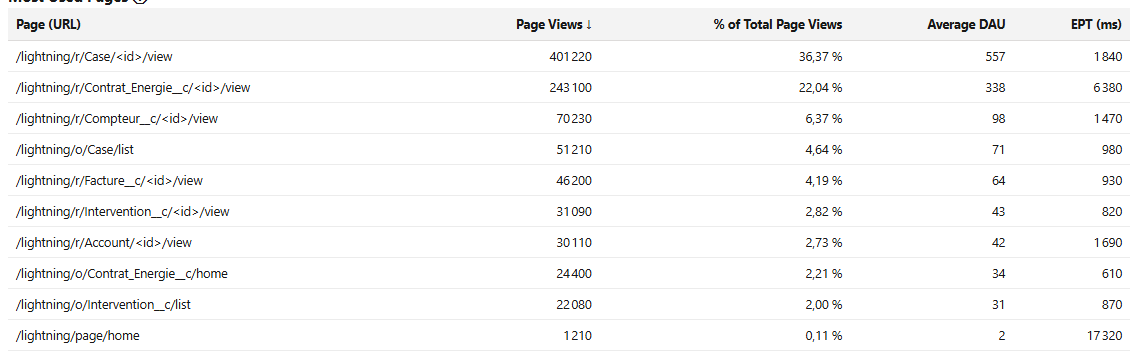 Most Used Pages
Page (URL) Page Views ↓ % of Total Page Views Average DAU EPT (ms)
/lightning/r/Case/<id>/view 401 220 36,37 % 557 1 840
/lightning/r/Contrat_Energie__c/<id>/view 243 100 22,04 % 338 6 380
/lightning/r/Compteur__c/<id>/view 70 230 6,37 % 98 1 470
/lightning/o/Case/list 51 210 4,64 % 71 980
/lightning/r/Facture__c/<id>/view 46 200 4,19 % 64 930
/lightning/r/Intervention__c/<id>/view 31 090 2,82 % 43 820
/lightning/r/Account/<id>/view 30 110 2,73 % 42 1 690
/lightning/o/Contrat_Energie__c/home 24 400 2,21 % 34 610
/lightning/o/Intervention__c/list 22 080 2,00 % 31 870
/lightning/page/home 1 210 0,11 % 2 17 320